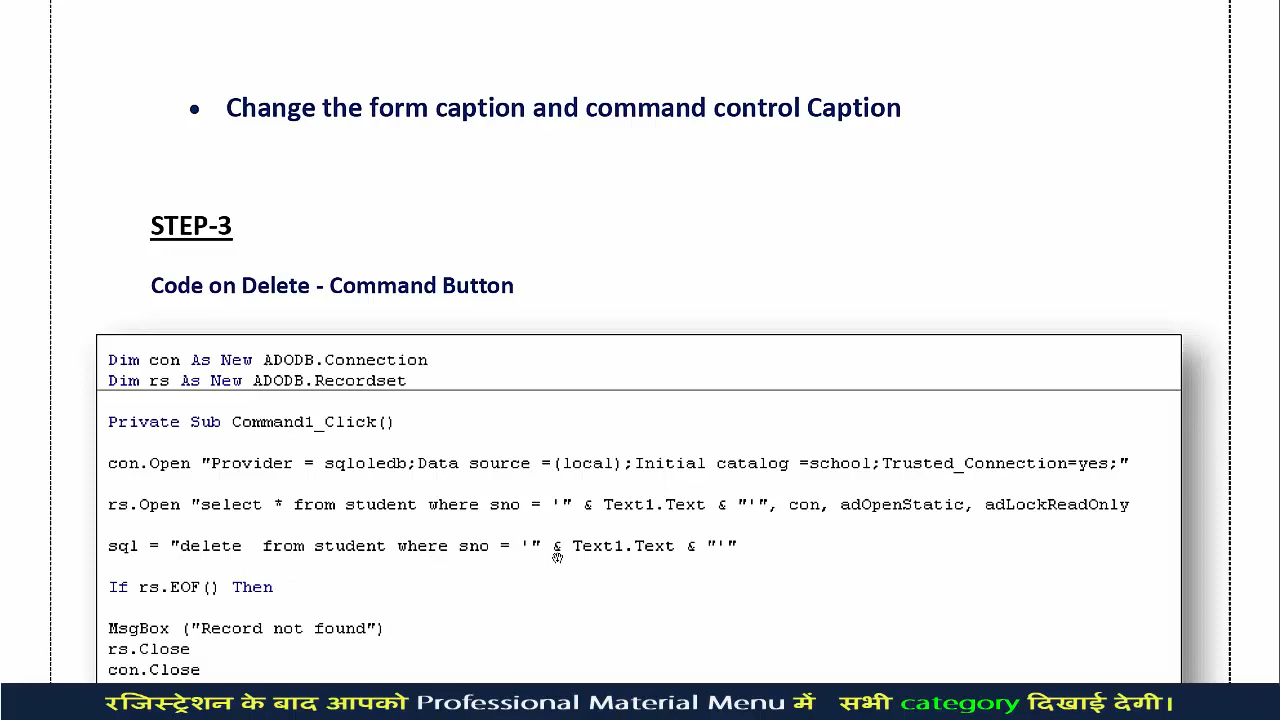 • Change the form caption and command control Caption
STEP-3
Code on Delete - Command Button
Dim con As New ADODB.Connection
Dim rs As New ADODB.Recordset
Private Sub Command1_Click()
con.Open "Provider = sqloledb;Data source =(local);Initial catalog =school;Trusted_Connection=yes;"
rs.Open "select * from student where sno = '" & Text1.Text & "'", con, adOpenStatic, adLockReadOnly
sql = "delete  from student where sno = '" & Text1.Text & "'"
If rs.EOF() Then
MsgBox ("Record not found")
rs.Close
con.Close
रजिस्ट्रेशन के बाद आपको Professional Material Menu में सभी category दिखाई देगी।